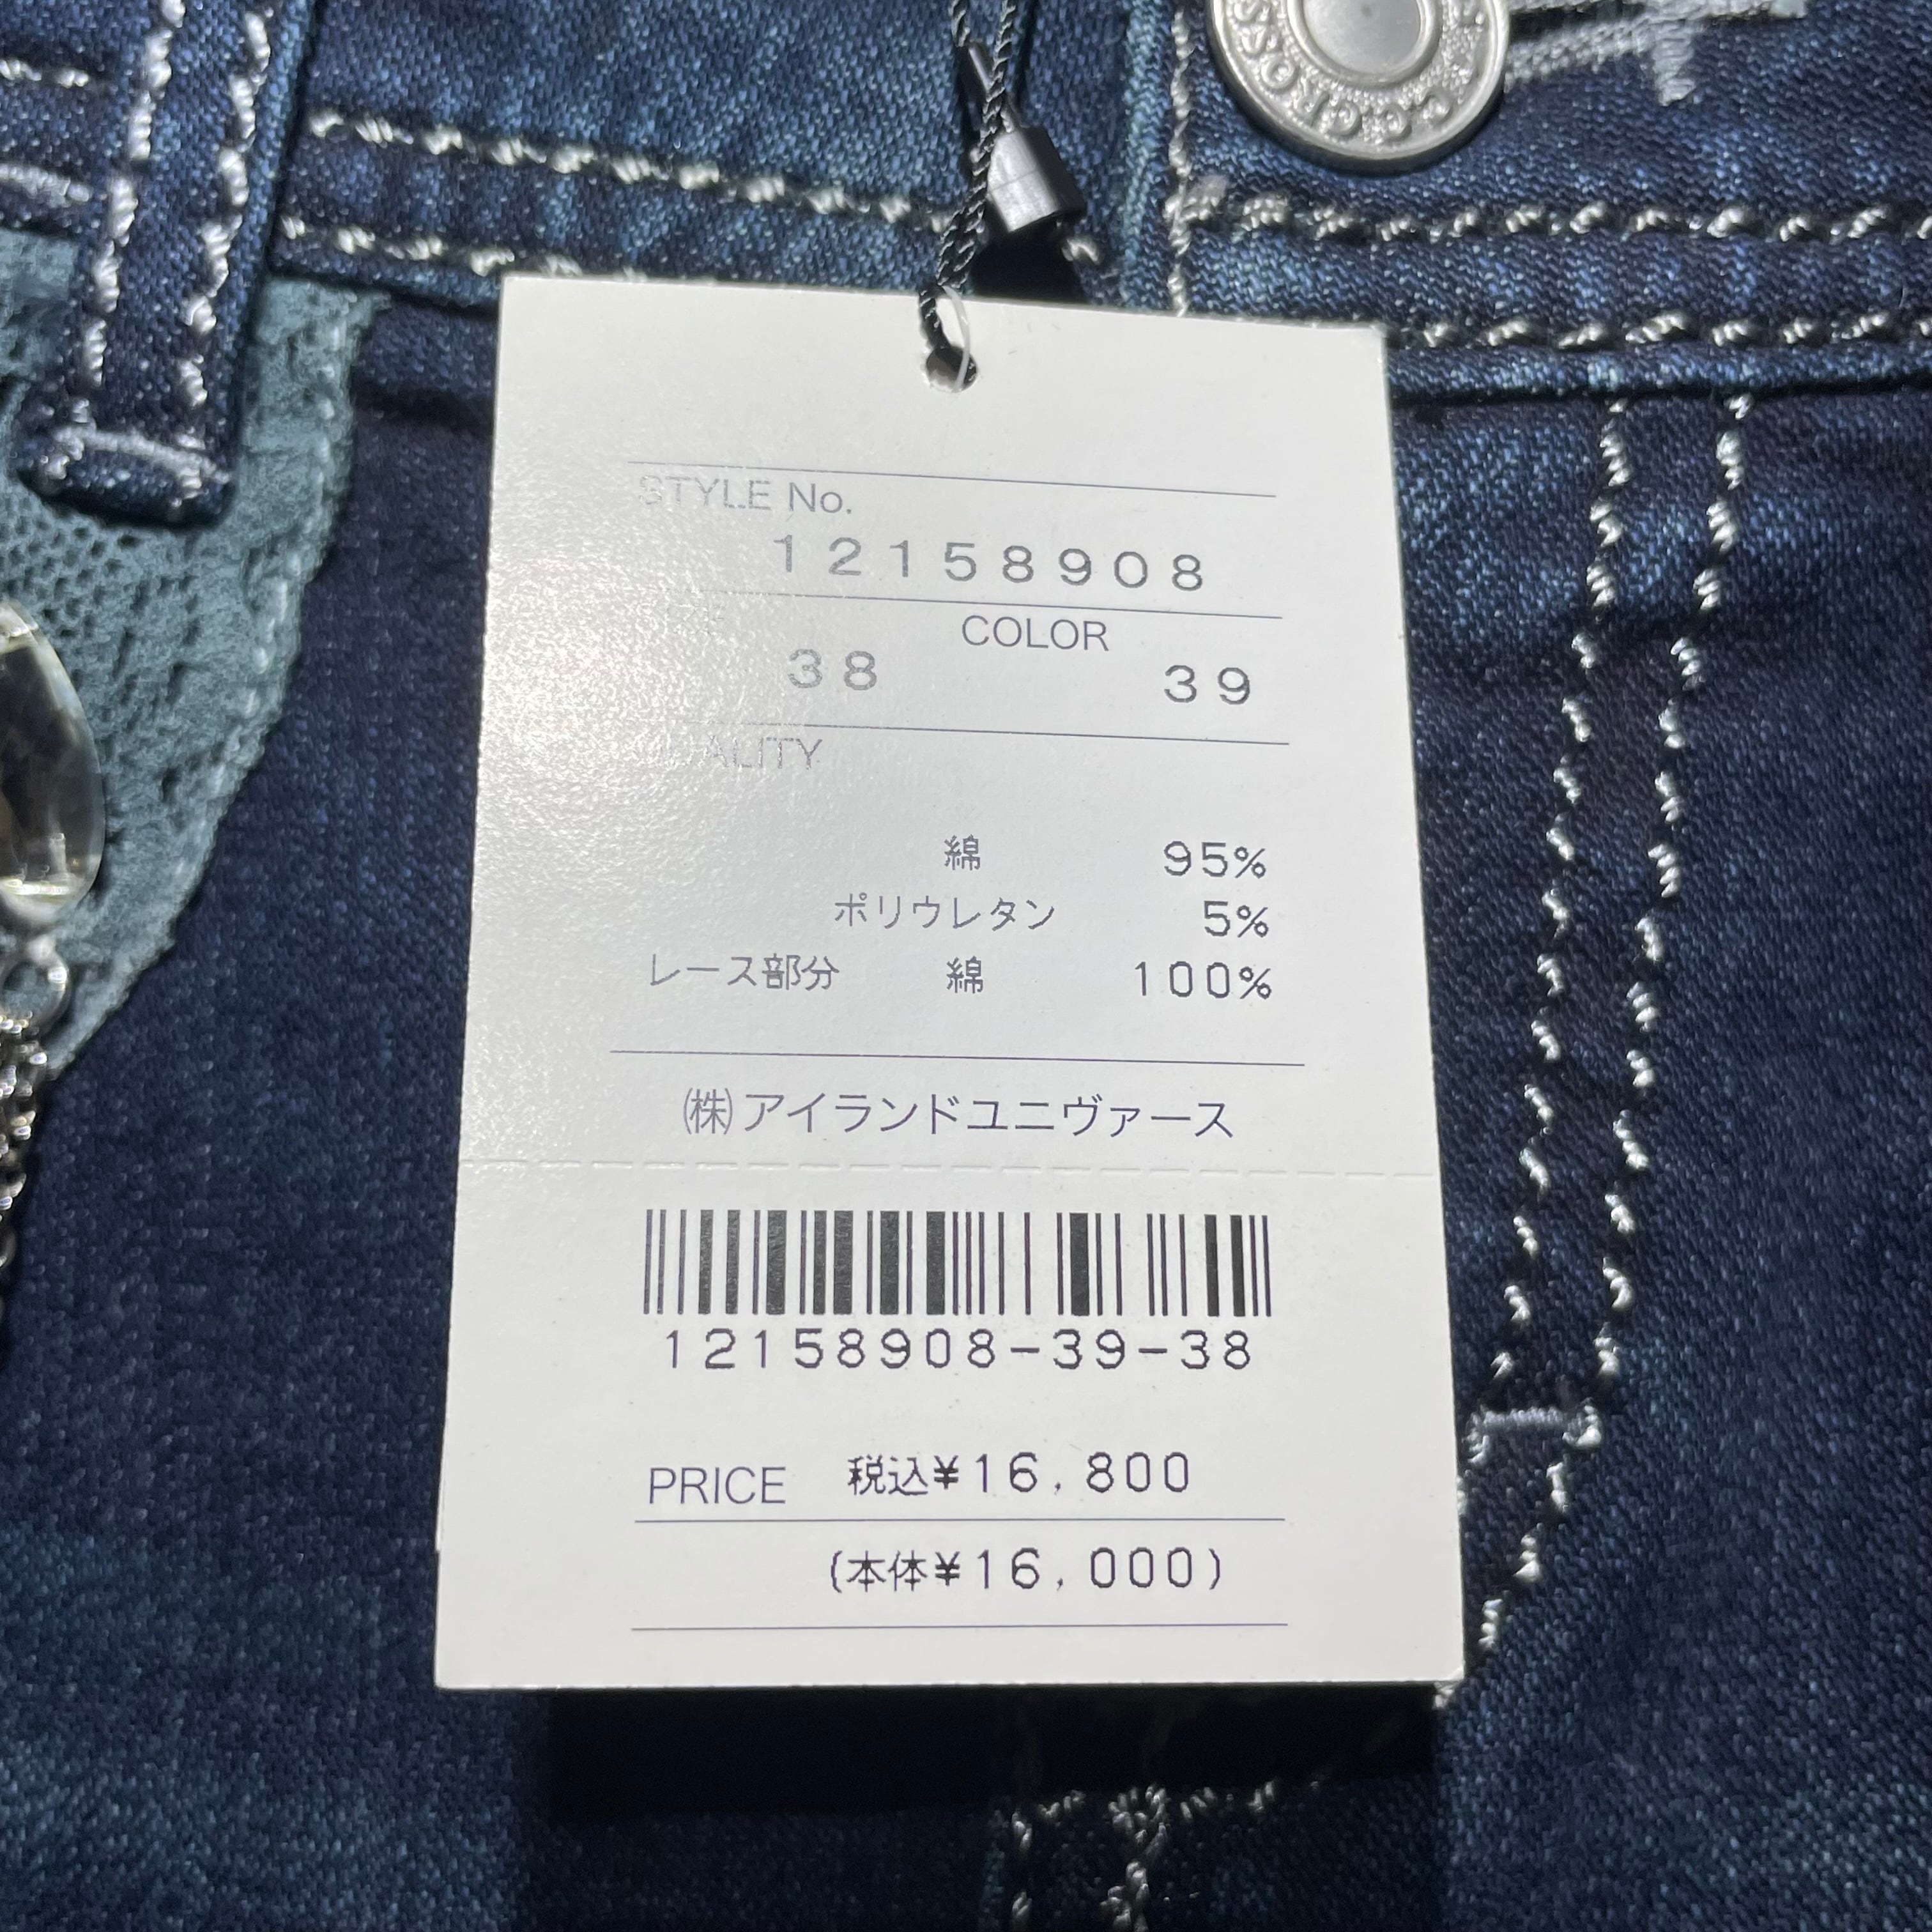 C.CROSS
STYLE No.
12158908
COLOR
38 39
QUALITY
綿 95%
ポリウレタン 5%
レース部分 綿 100%
㈱アイランドユニヴァース
12158908-39-38
PRICE 税込¥16,800
(本体¥16,000)